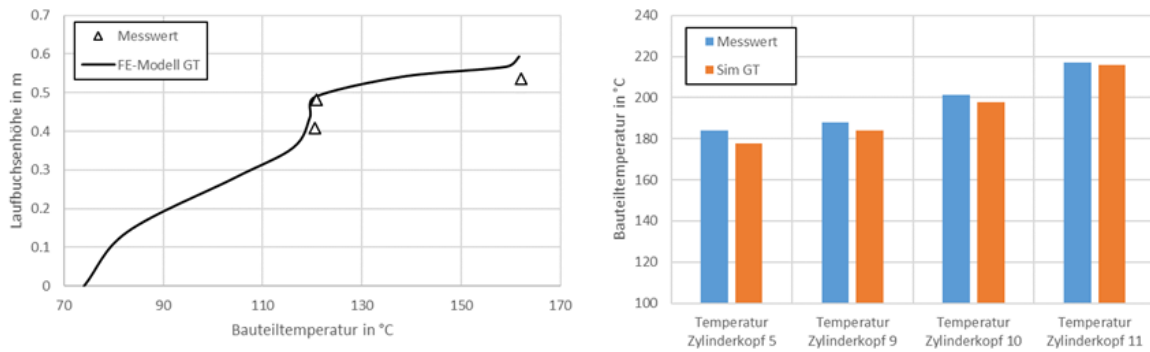 0.7
0.6
0.5
0.4
0.3
0.2
0.1
0
Laufbuchsenhöhe in m
Messwert
FE-Modell GT
70 90 110 130 150 170
Bauteiltemperatur in °C
240
220
200
180
160
140
120
100
Bauteiltemperatur in °C
Messwert
Sim GT
Temperatur Temperatur Temperatur Temperatur
Zylinderkopf 5 Zylinderkopf 9 Zylinderkopf 10 Zylinderkopf 11